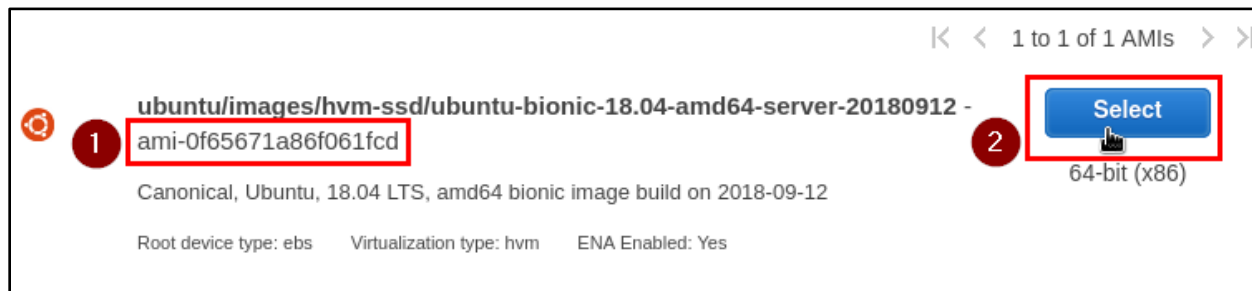 1 to 1 of 1 AMIs
ubuntu/images/hvm-ssd/ubuntu-bionic-18.04-amd64-server-20180912 -
Select
1
ami-0f65671a86f061fcd
2
64-bit (x86)
Canonical, Ubuntu, 18.04 LTS, amd64 bionic image build on 2018-09-12
Root device type: ebs Virtualization type: hvm ENA Enabled: Yes